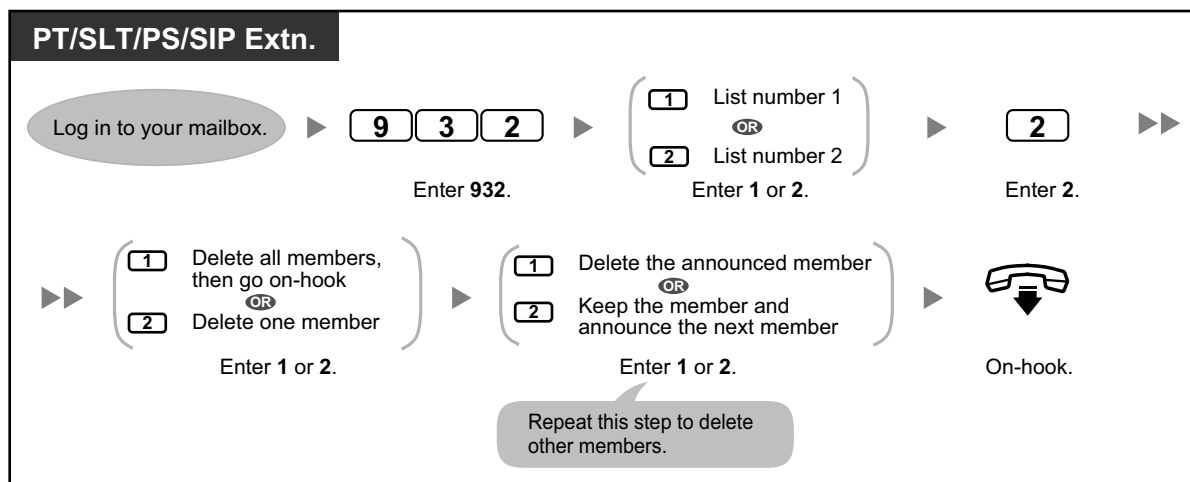 PT/SLT/PS/SIP Extn.
Log in to your mailbox.
9 3 2
Enter 932.
1 List number 1
OR
2 List number 2
Enter 1 or 2.
2
Enter 2.
1 Delete all members,
then go on-hook
OR
2 Delete one member
Enter 1 or 2.
1 Delete the announced member
OR
2 Keep the member and
announce the next member
Enter 1 or 2.
Repeat this step to delete
other members.
On-hook.